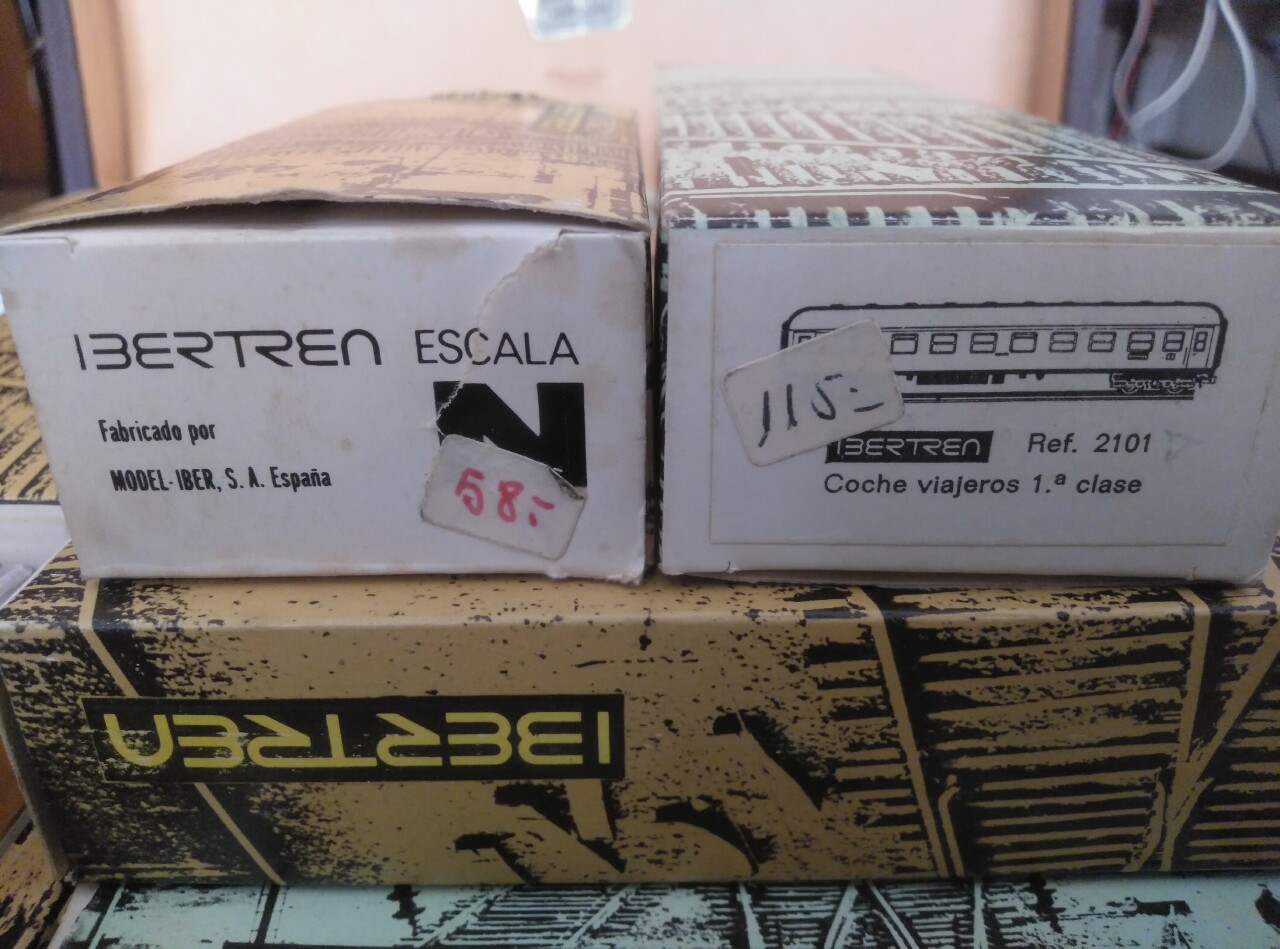 IBERTREN ESCALA
N
Fabricado por
MODEL-IBER, S. A. España
58.-
115.-
IBERTREN Ref. 2101
Coche viajeros 1.ª clase
IBERTREN